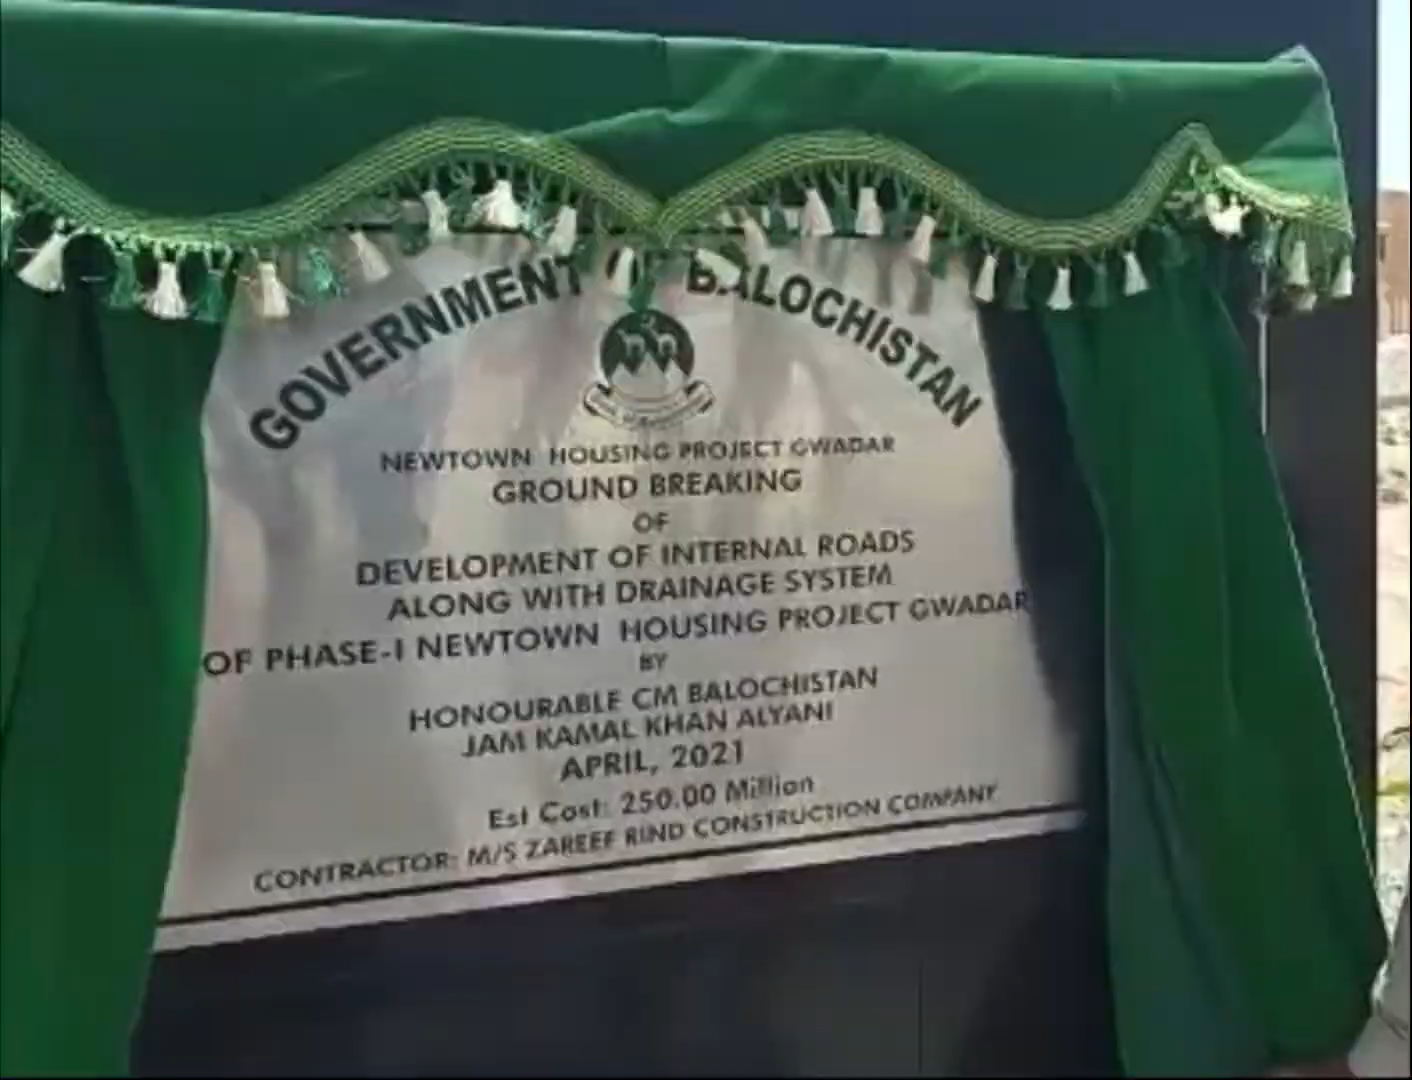 GOVERNMENT OF BALOCHISTAN
NEWTOWN HOUSING PROJECT GWADAR
GROUND BREAKING
OF
DEVELOPMENT OF INTERNAL ROADS
ALONG WITH DRAINAGE SYSTEM
OF PHASE-I NEWTOWN HOUSING PROJECT GWADAR
BY
HONOURABLE CM BALOCHISTAN
JAM KAMAL KHAN ALYANI
APRIL, 2021
Est Cost: 250.00 Million
CONTRACTOR: M/S ZAREEF RIND CONSTRUCTION COMPANY